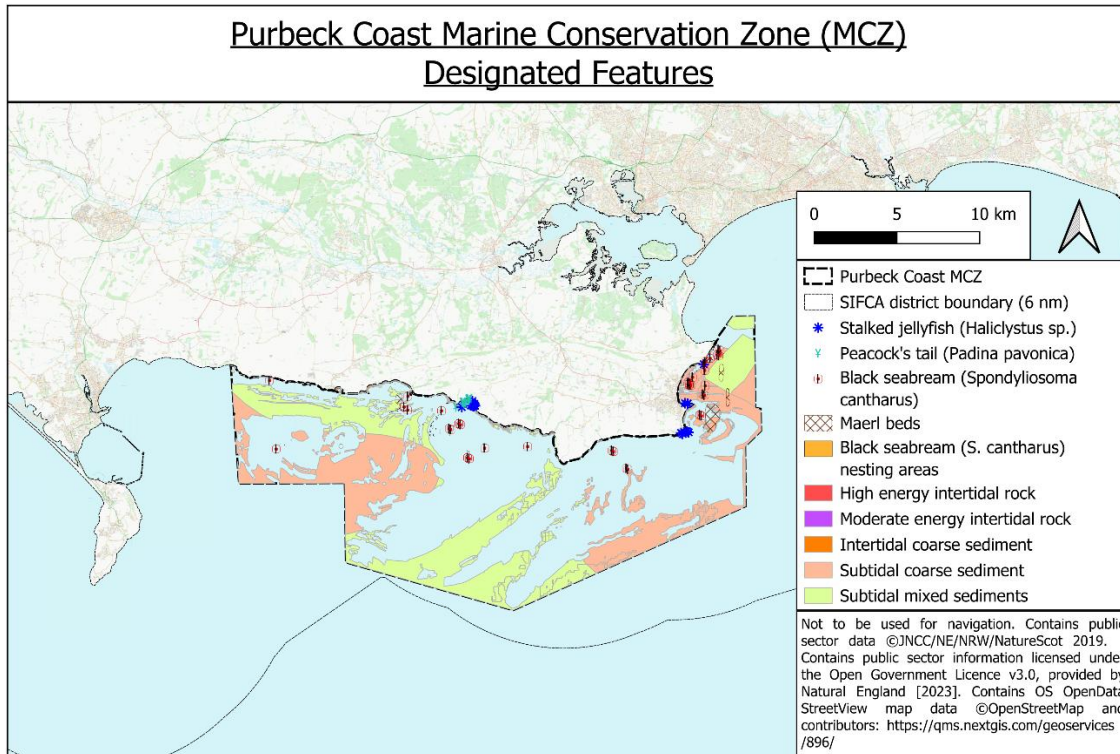 Purbeck Coast Marine Conservation Zone (MCZ)
Designated Features
0 5 10 km
Purbeck Coast MCZ
SIFCA district boundary (6 nm)
Stalked jellyfish (Haliclystus sp.)
Peacock's tail (Padina pavonica)
Black seabream (Spondyliosoma
cantharus)
Maerl beds
Black seabream (S. cantharus)
nesting areas
High energy intertidal rock
Moderate energy intertidal rock
Intertidal coarse sediment
Subtidal coarse sediment
Subtidal mixed sediments
Not to be used for navigation. Contains public
sector data ©JNCC/NE/NRW/NatureScot 2019.
Contains public sector information licensed under
the Open Government Licence v3.0, provided by
Natural England [2023]. Contains OS OpenData
StreetView map data ©OpenStreetMap and
contributors: https://qms.nextgis.com/geoservices
/896/